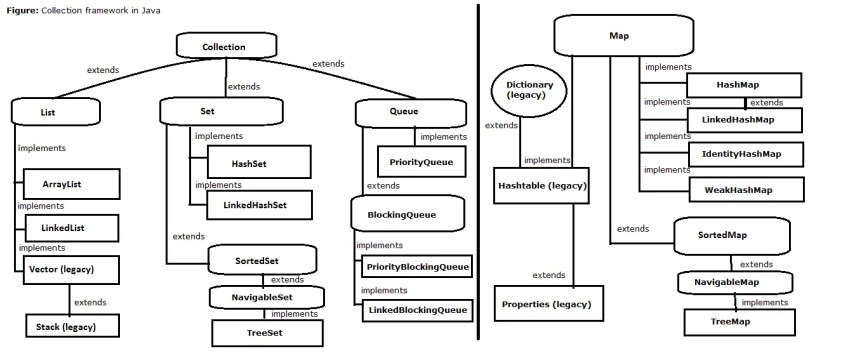 Figure: Collection framework in Java
Collection
extends
extends
extends
List
Set
Queue
implements
ArrayList
implements
LinkedList
implements
Vector (legacy)
extends
Stack (legacy)
implements
HashSet
implements
LinkedHashSet
extends
SortedSet
extends
NavigableSet
implements
TreeSet
implements
PriorityQueue
extends
BlockingQueue
implements
PriorityBlockingQueue
implements
LinkedBlockingQueue
Map
Dictionary
(legacy)
extends
implements
Hashtable (legacy)
extends
Properties (legacy)
implements
HashMap
extends
implements
LinkedHashMap
implements
IdentityHashMap
implements
WeakHashMap
extends
SortedMap
extends
NavigableMap
implements
TreeMap